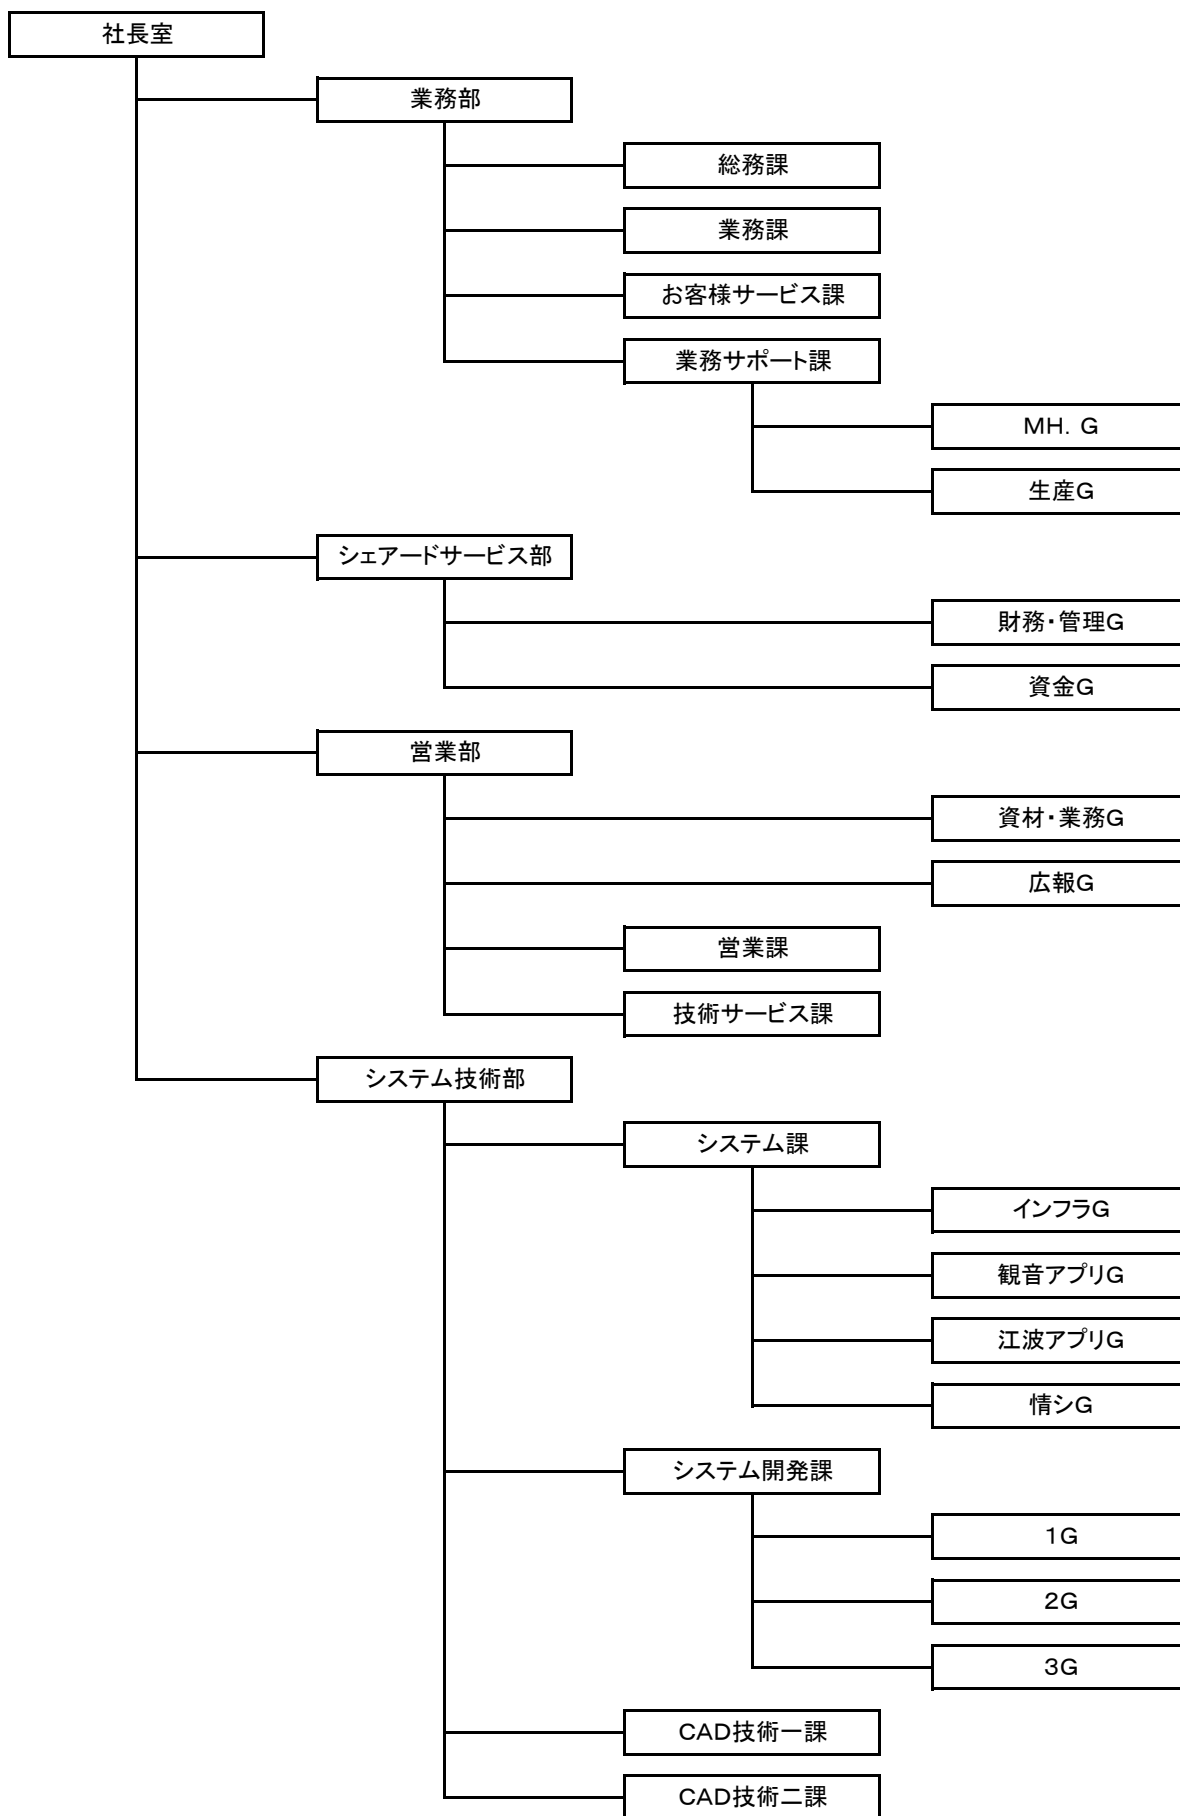 社長室
業務部
総務課
業務課
お客様サービス課
業務サポート課
MH．G
生産G
シェアードサービス部
財務・管理G
資金G
営業部
資材・業務G
広報G
営業課
技術サービス課
システム技術部
システム課
インフラG
観音アプリG
江波アプリG
情シG
システム開発課
1G
2G
3G
CAD技術一課
CAD技術二課